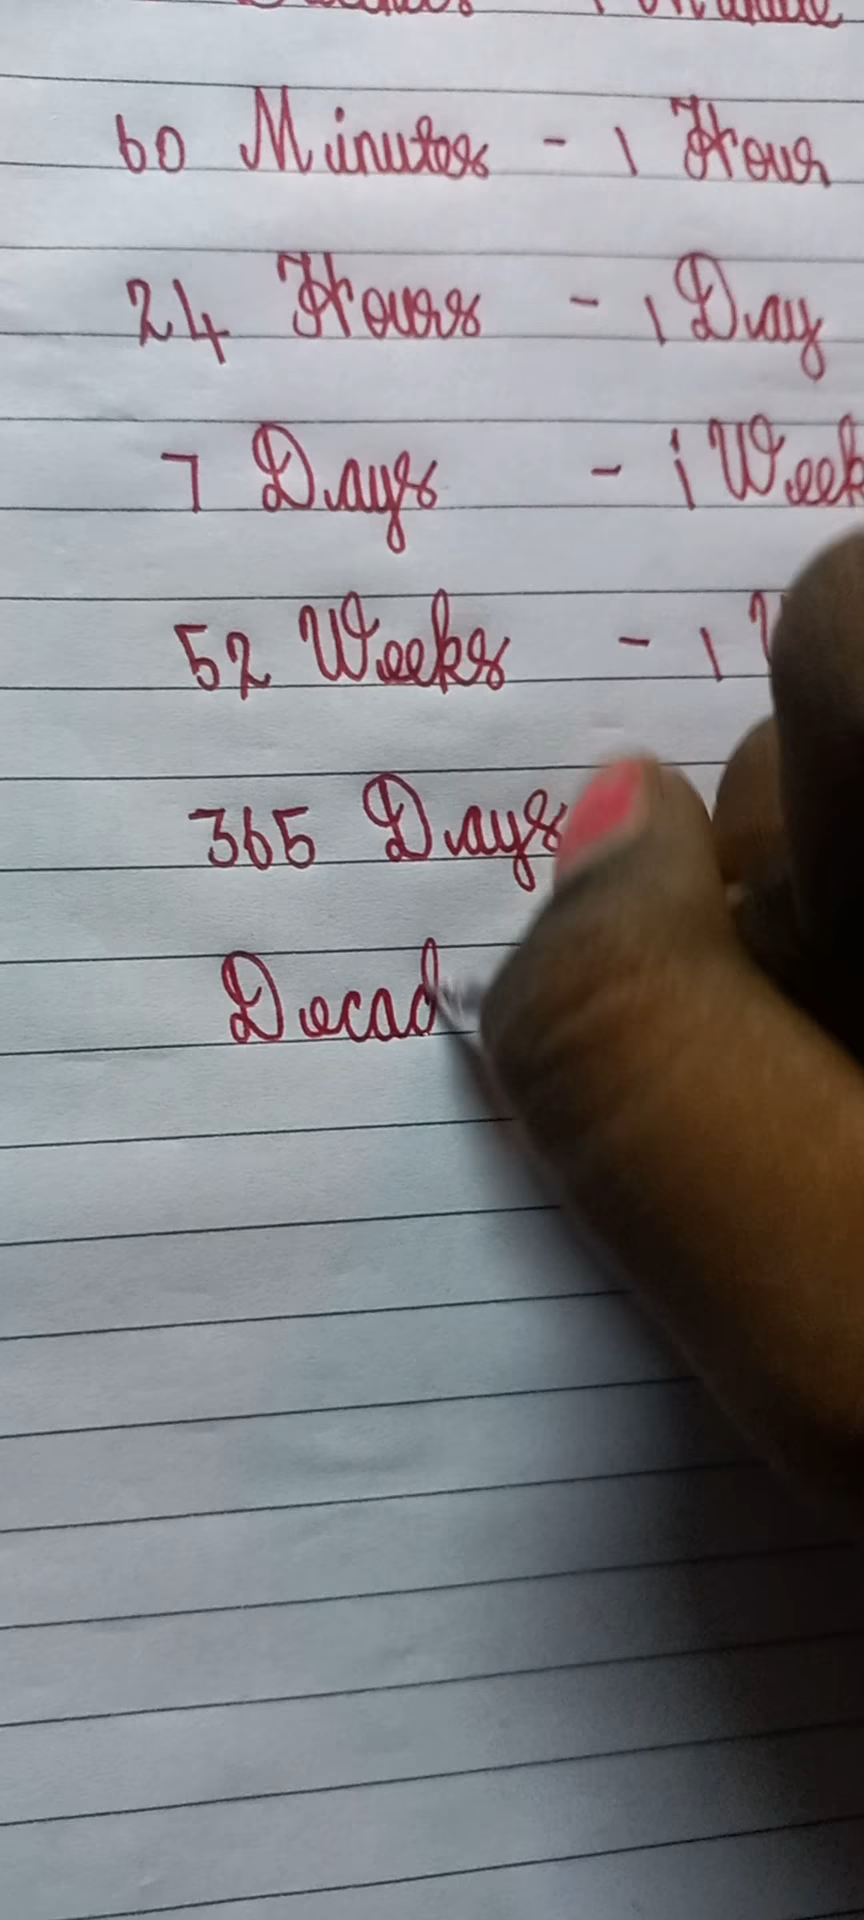 60 Minutes - 1 Hour
24 Hours - 1 Day
7 Days - 1 Week
52 Weeks - 1
365 Days
Decad